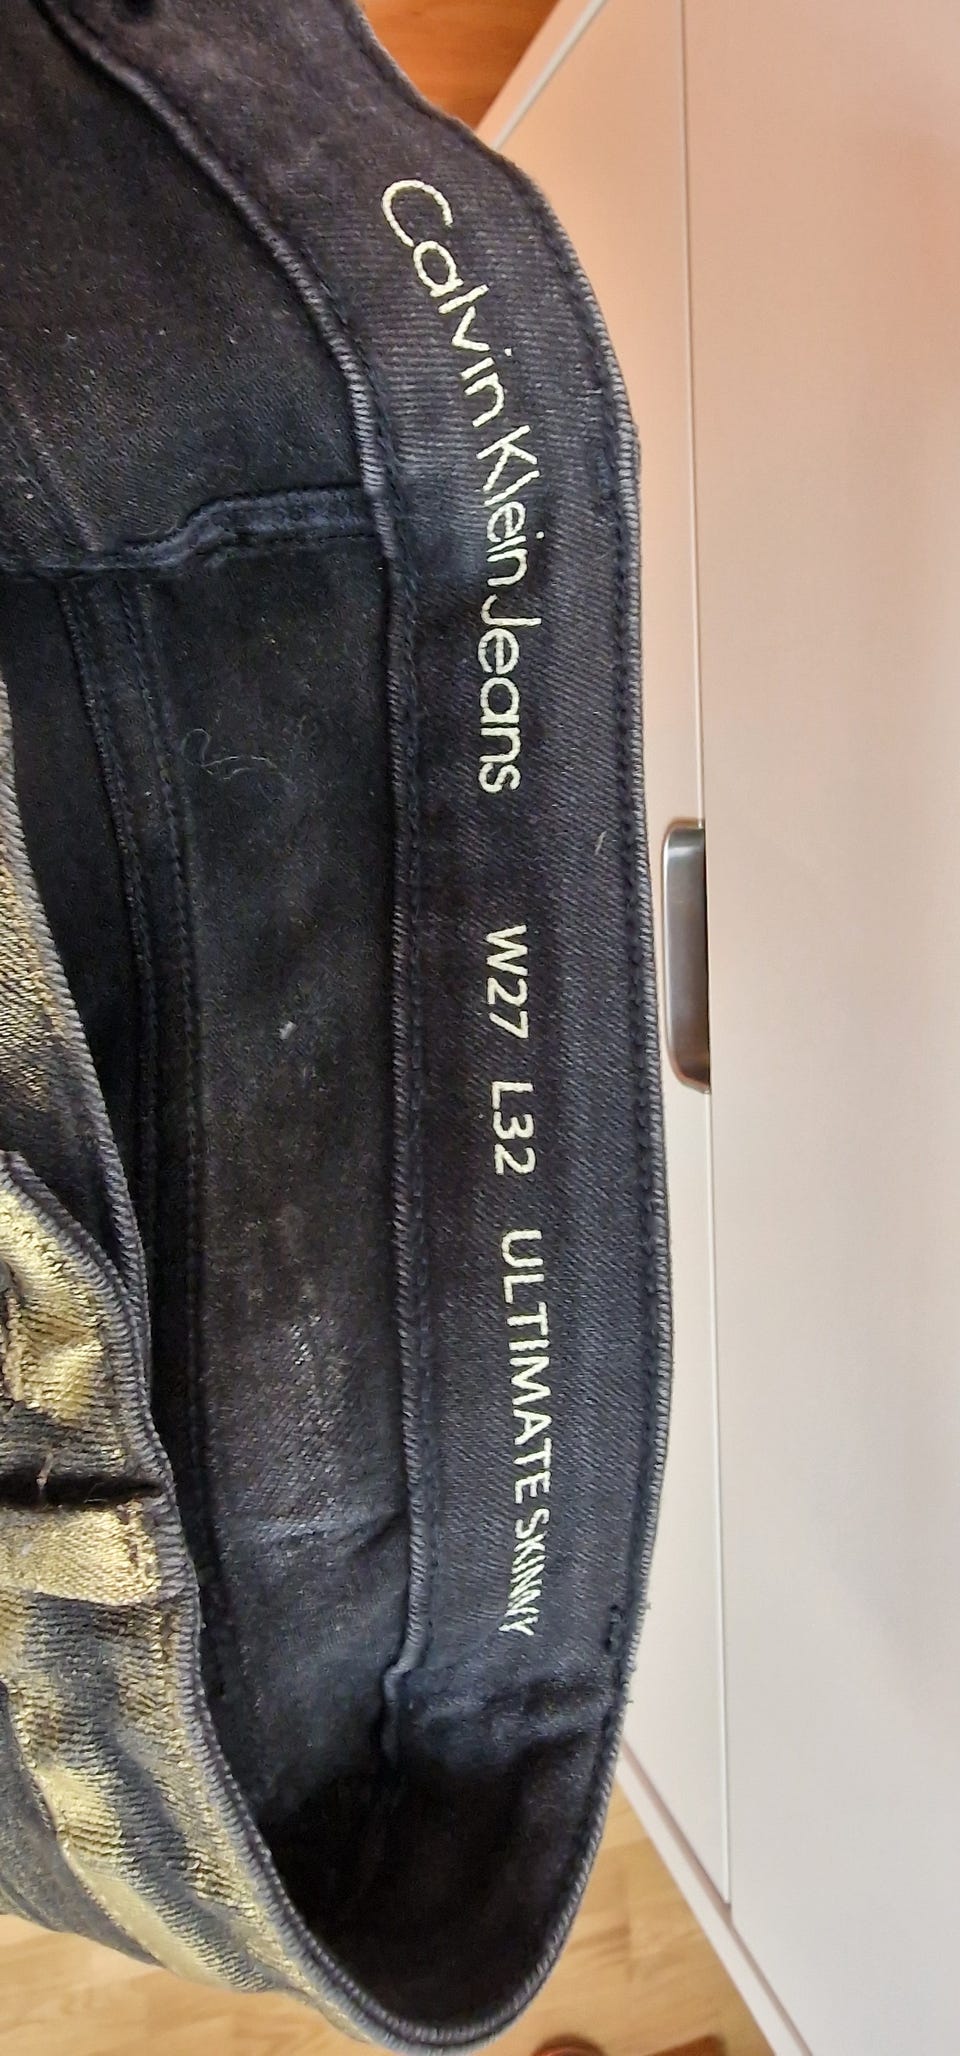 Calvin Klein Jeans W27 L32 ULTIMATE SKINNY